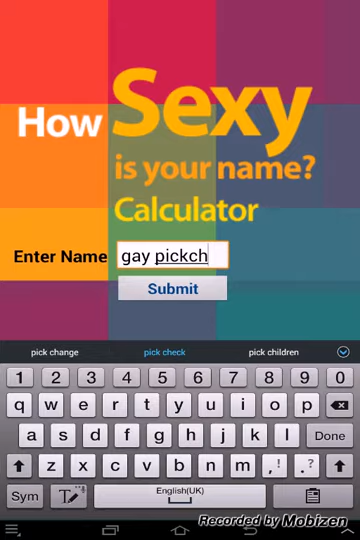 How Sexy
is your name?
Calculator
Enter Name gay pickch
Submit
pick change pick check pick children
1 2 3 4 5 6 7 8 9 0
q w e r t y u i o p
a s d f g h j k l Done
z x c v b n m , ! . ?
Sym T English(UK)
Recorded by Mobizen